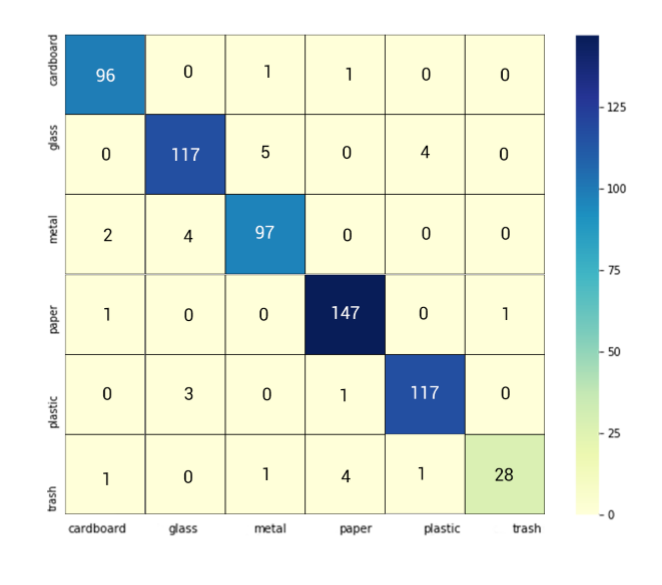 cardboard 96 0 1 1 0 0
glass 0 117 5 0 4 0
metal 2 4 97 0 0 0
paper 1 0 0 147 0 1
plastic 0 3 0 1 117 0
trash 1 0 1 4 1 28
cardboard glass metal paper plastic trash
125
100
75
50
25
0